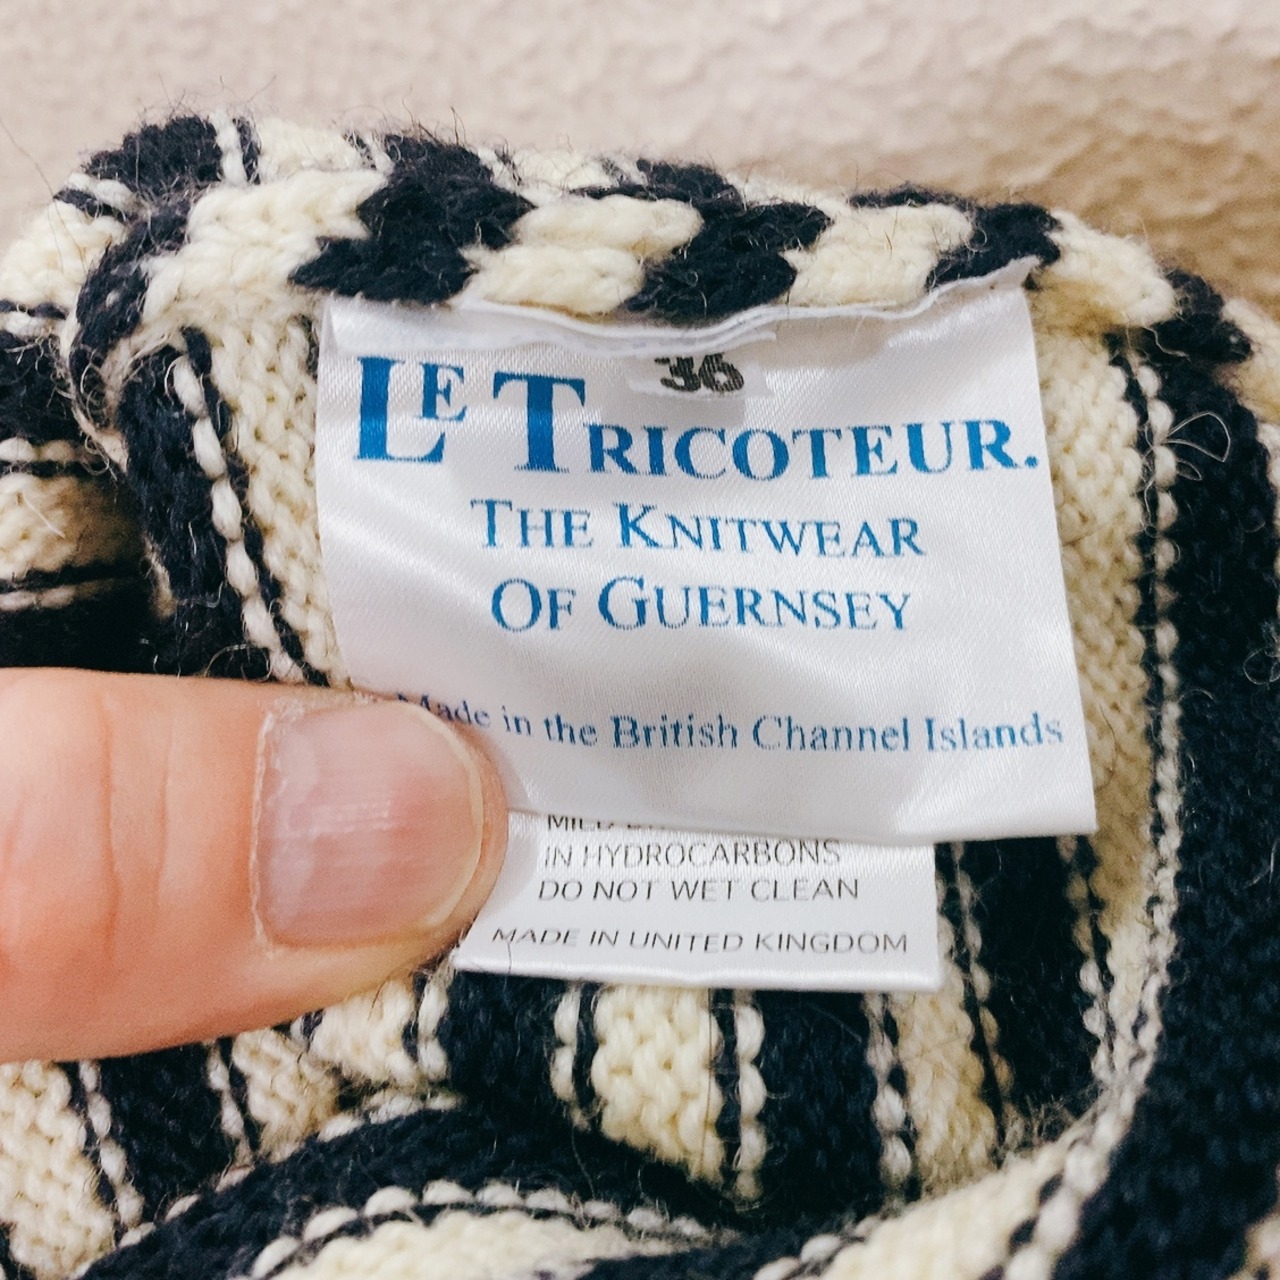 36
LE TRICOTEUR.
THE KNITWEAR
OF GUERNSEY
Made in the British Channel Islands
MILD
IN HYDROCARBONS
DO NOT WET CLEAN
MADE IN UNITED KINGDOM